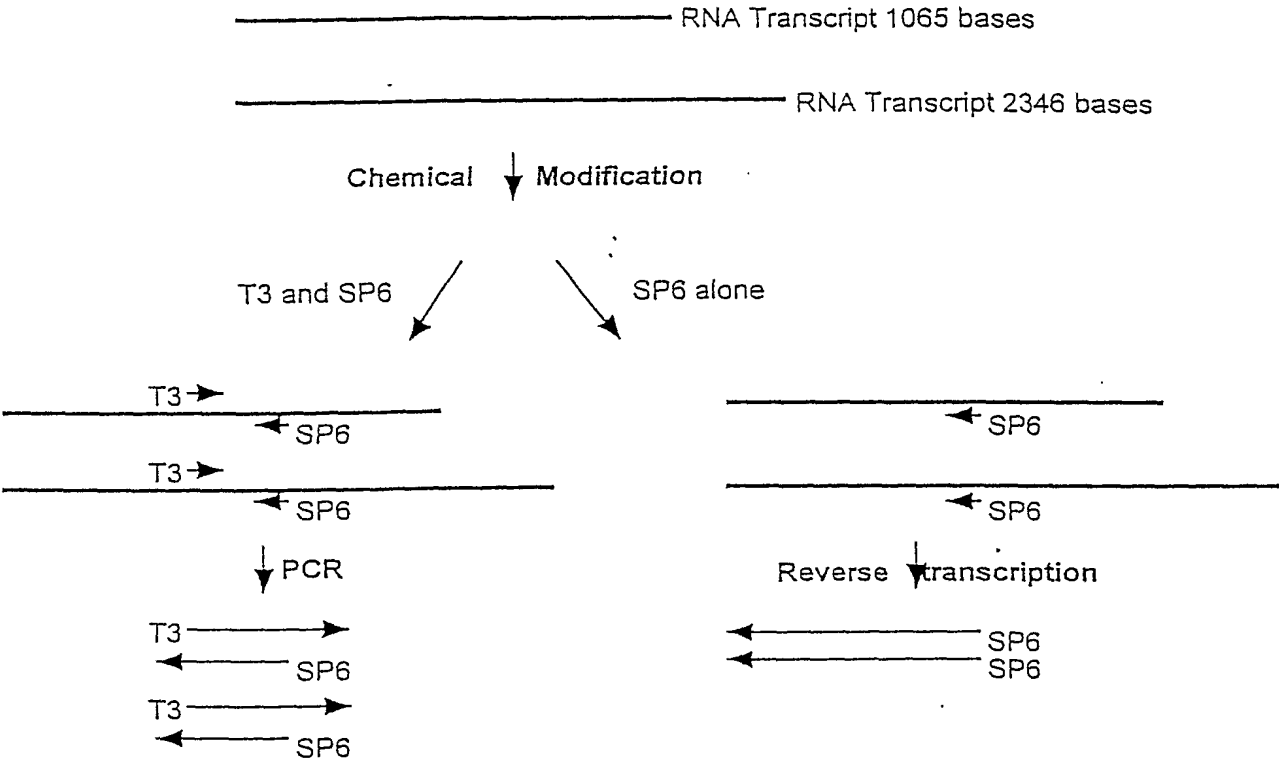 RNA Transcript 1065 bases
RNA Transcript 2346 bases
Chemical Modification
T3 and SP6
SP6 alone
T3
SP6
T3
SP6
SP6
SP6
PCR
Reverse transcription
T3
SP6
T3
SP6
SP6
SP6